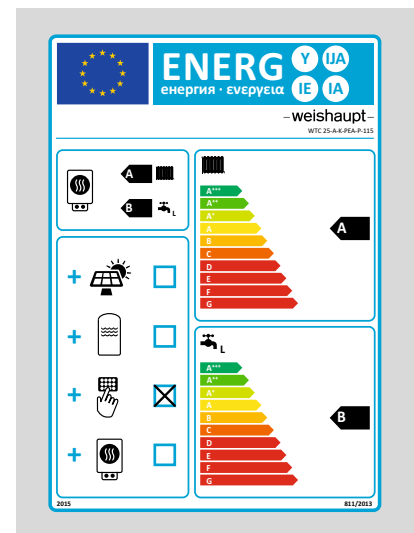 ENERG
енергия · ενεργεια
Y IJA
IE IA
weishaupt
WTC 25-A-K-PEA-P-115
A
B
L
+
+
+
+
A+++
A++
A+
A
B
C
D
E
F
G
A
L
A+++
A++
A+
A
B
C
D
E
F
G
B
2015
811/2013